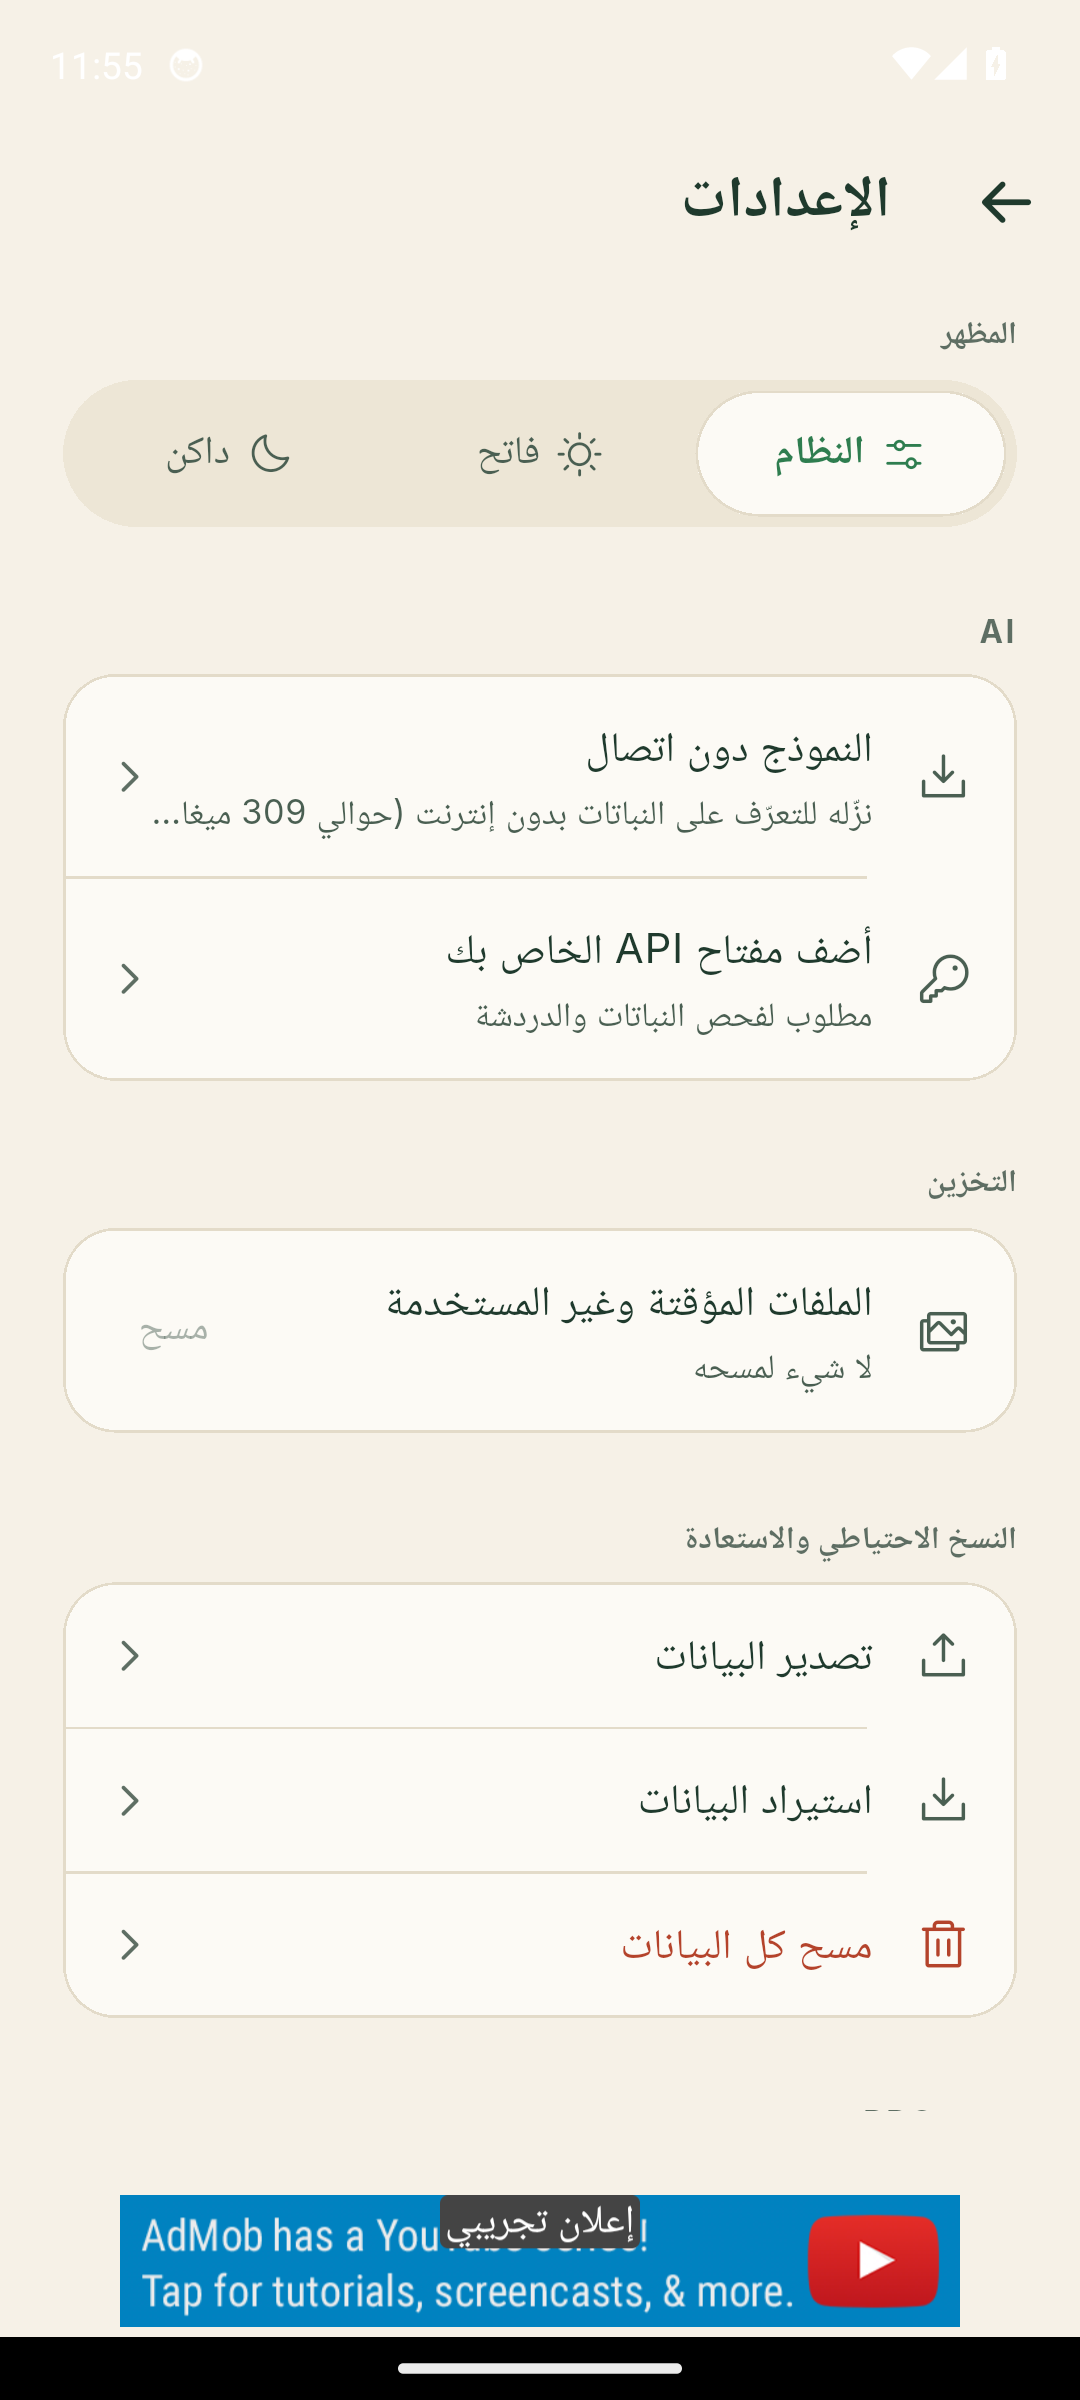 11:55
الإعدادات
المظهر
النظام
فاتح
داكن
AI
النموذج دون اتصال
نزّله للتعرّف على النباتات بدون إنترنت (حوالي 309 ميغا...
أضف مفتاح API الخاص بك
مطلوب لفحص النباتات والدردشة
التخزين
الملفات المؤقتة وغير المستخدمة
لا شيء لمسحه
مسح
النسخ الاحتياطي والاستعادة
تصدير البيانات
استيراد البيانات
مسح كل البيانات
إعلان تجريبي
AdMob has a You
Tap for tutorials, screencasts, & more.